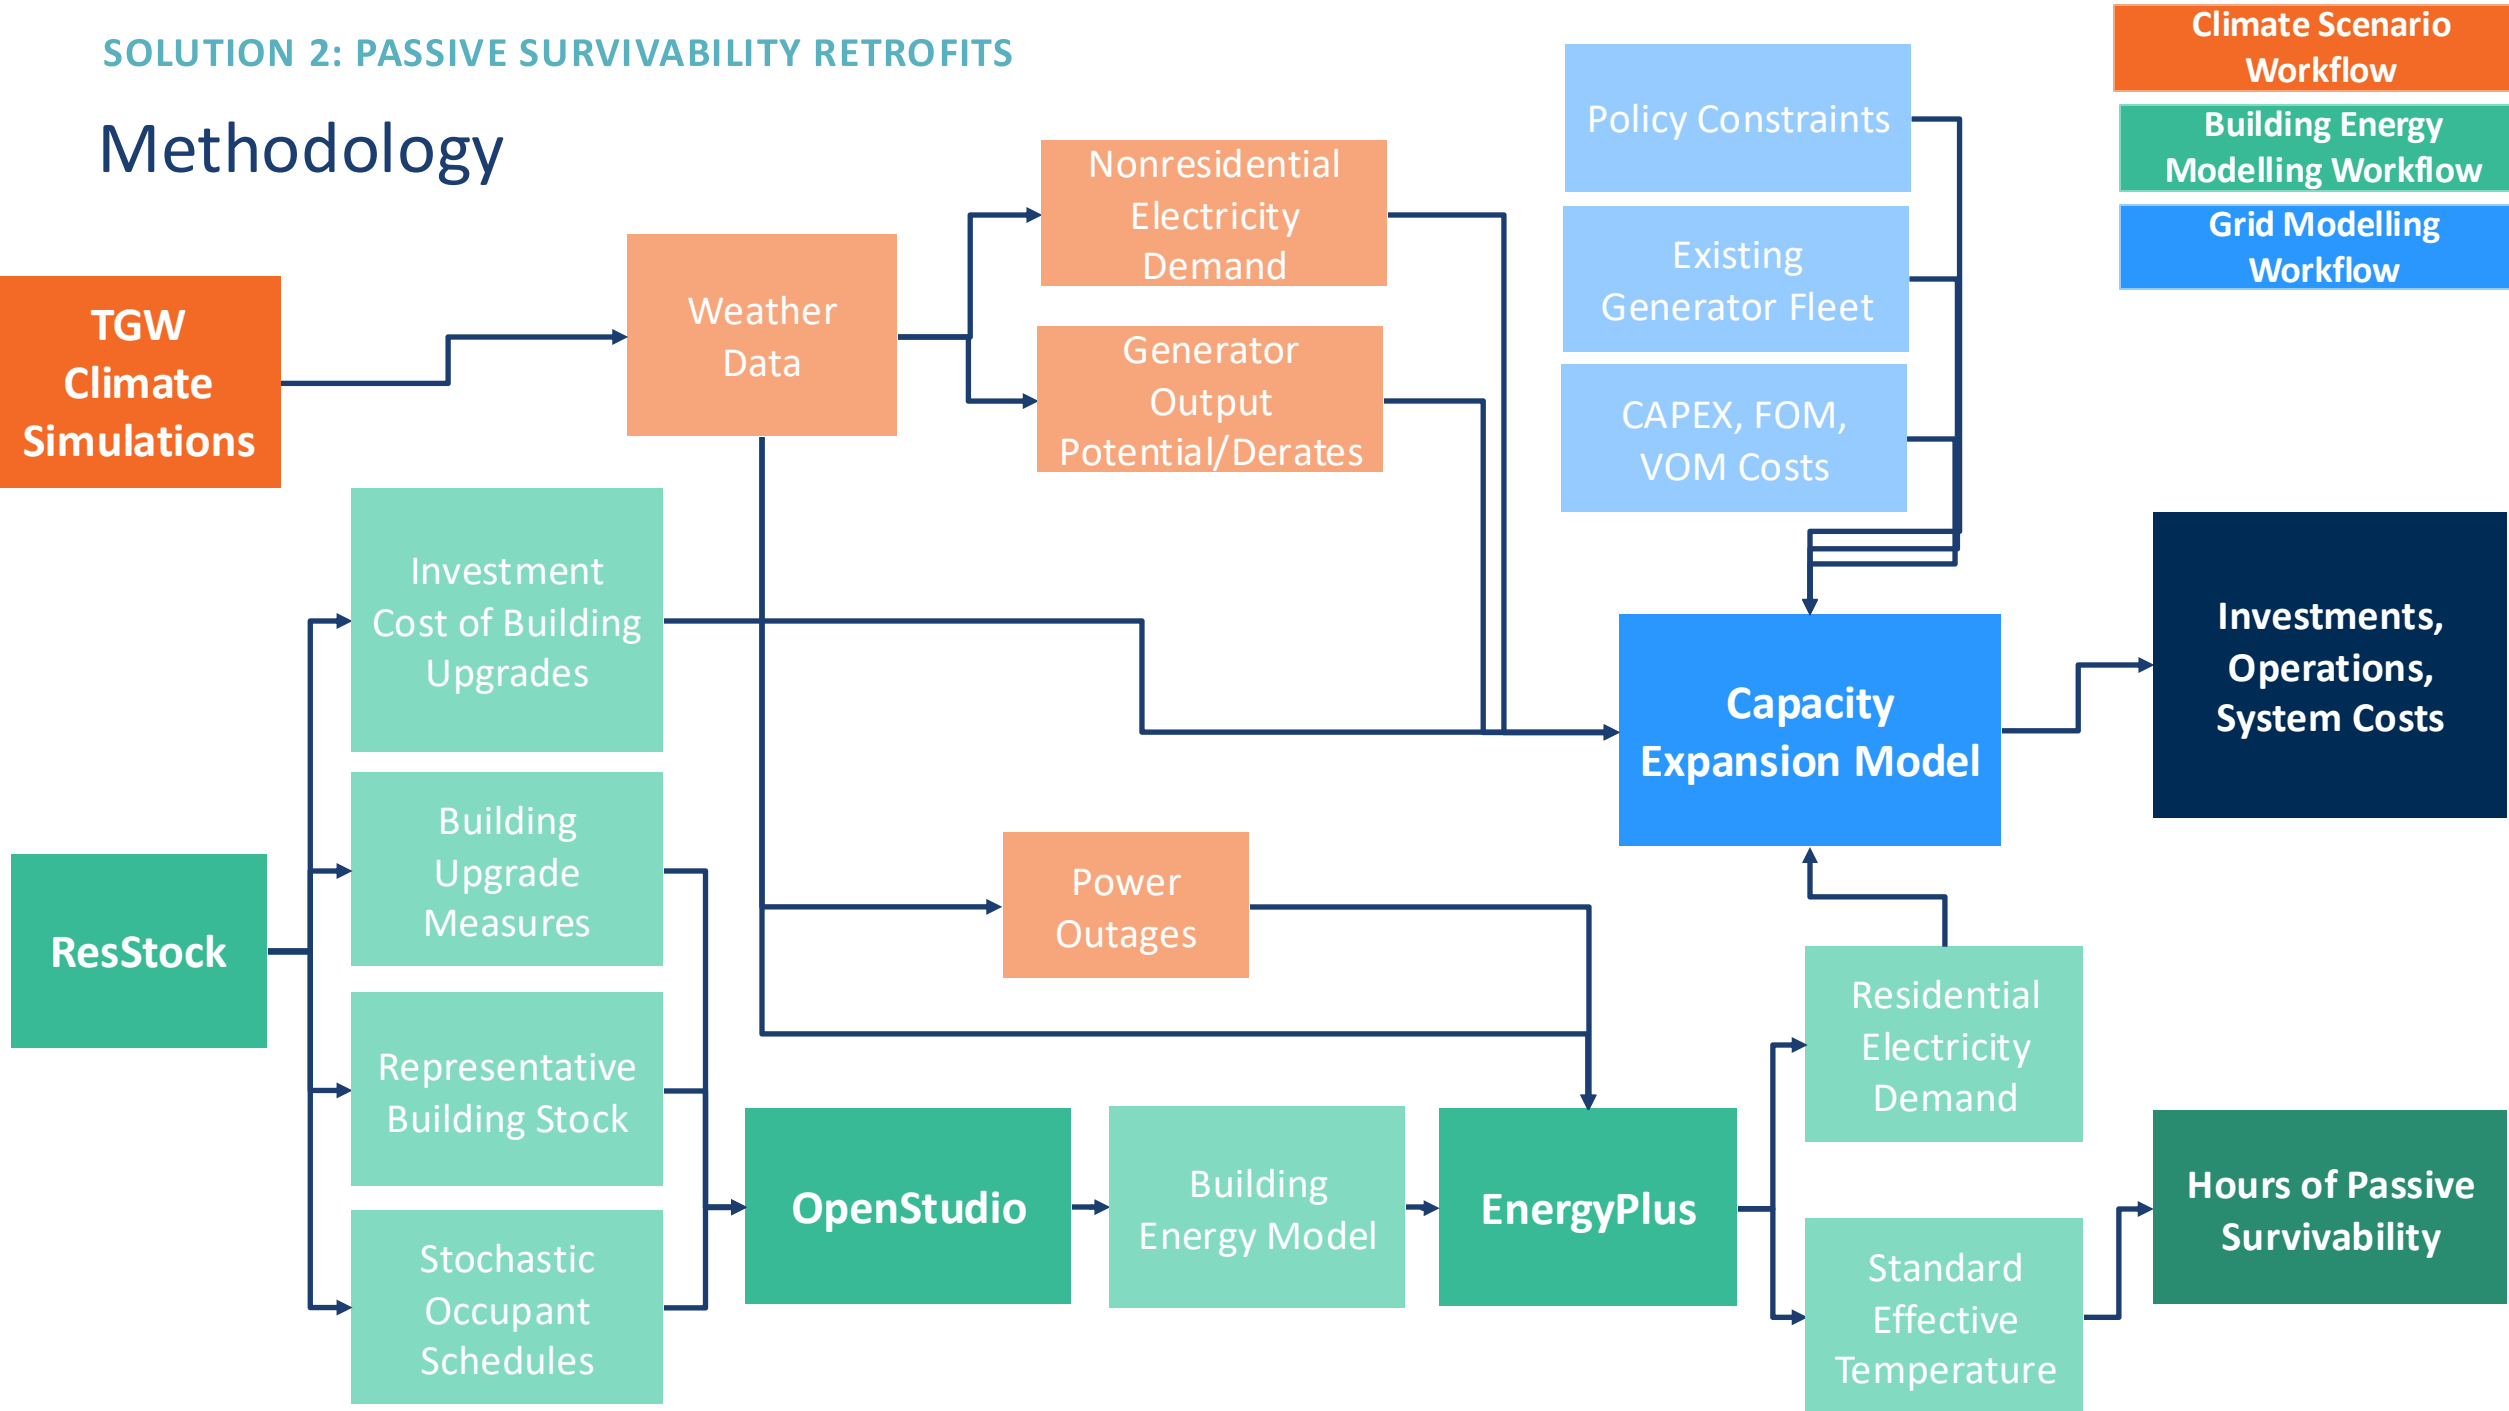 SOLUTION 2: PASSIVE SURVIVABILITY RETROFITS
Methodology
Climate Scenario
Workflow
Building Energy
Modelling Workflow
Grid Modelling
Workflow
TGW
Climate
Simulations
Weather
Data
Nonresidential
Electricity
Demand
Generator
Output
Potential/Derates
Policy Constraints
Existing
Generator Fleet
CAPEX, FOM,
VOM Costs
Investment
Cost of Building
Upgrades
Building
Upgrade
Measures
Representative
Building Stock
Stochastic
Occupant
Schedules
ResStock
Power
Outages
OpenStudio
Building
Energy Model
EnergyPlus
Capacity
Expansion Model
Investments,
Operations,
System Costs
Residential
Electricity
Demand
Standard
Effective
Temperature
Hours of Passive
Survivability